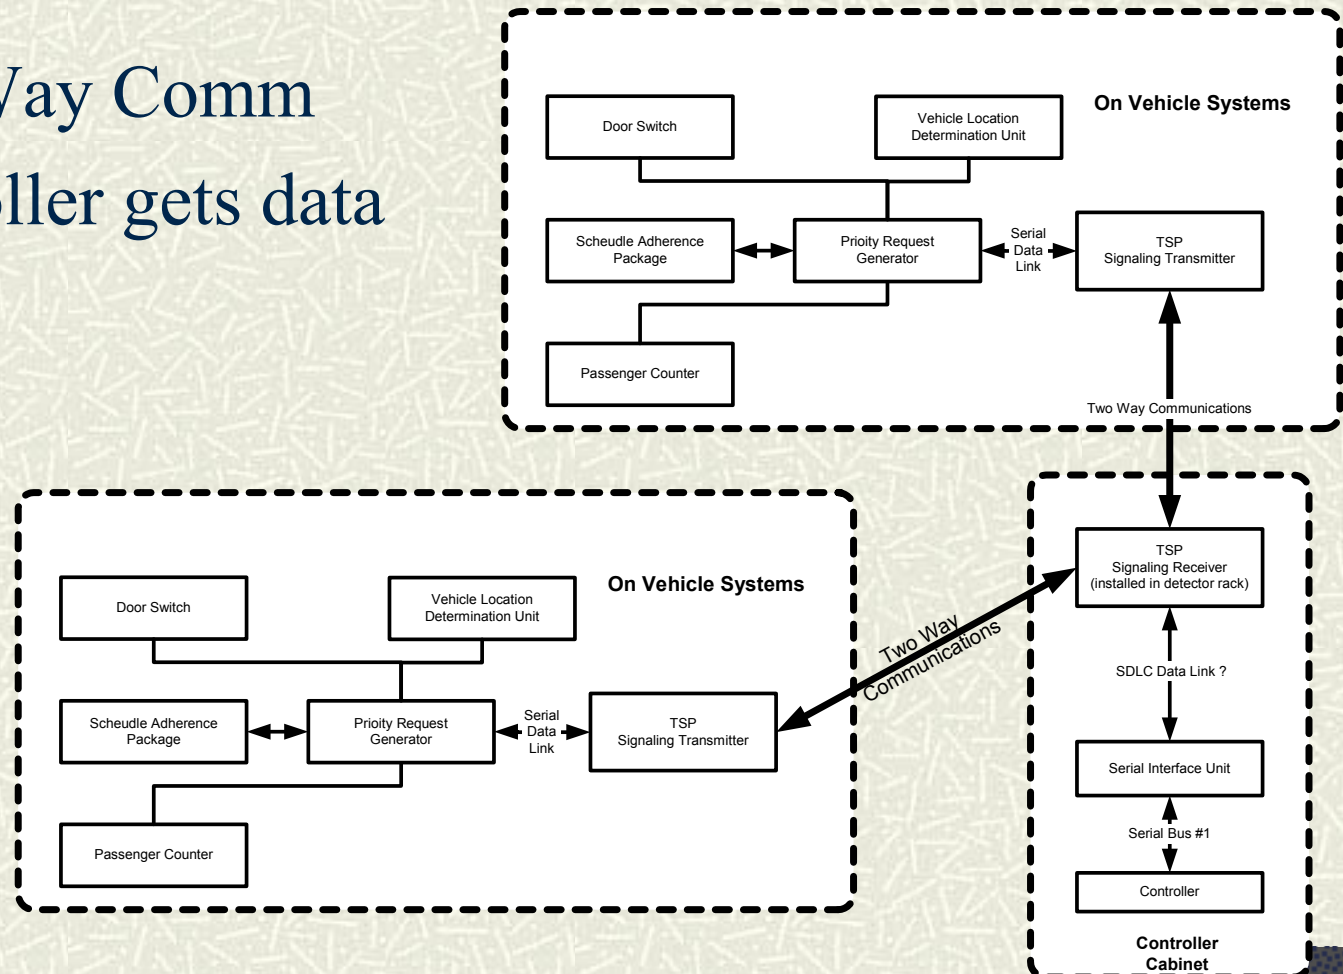 Way Comm
ller gets data
On Vehicle Systems
Door Switch
Vehicle Location
Determination Unit
Scheudle Adherence
Package
Prioity Request
Generator
Serial
Data
Link
TSP
Signaling Transmitter
Passenger Counter
Two Way Communications
On Vehicle Systems
Door Switch
Vehicle Location
Determination Unit
Scheudle Adherence
Package
Prioity Request
Generator
Serial
Data
Link
TSP
Signaling Transmitter
Passenger Counter
Two Way
Communications
TSP
Signaling Receiver
(installed in detector rack)
SDLC Data Link ?
Serial Interface Unit
Serial Bus #1
Controller
Controller
Cabinet